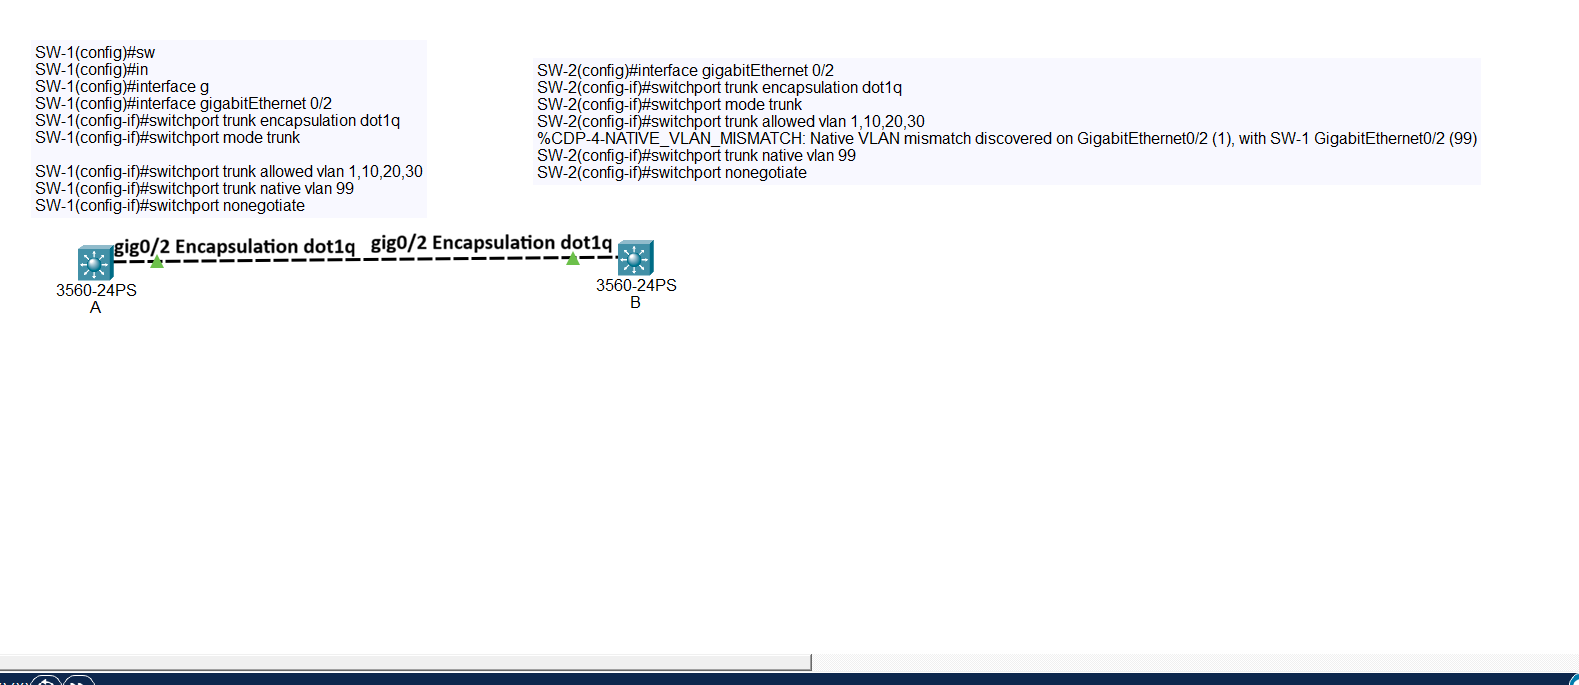 SW-1(config)#sw
SW-1(config)#in
SW-1(config)#interface g
SW-1(config)#interface gigabitEthernet 0/2
SW-1(config-if)#switchport trunk encapsulation dot1q
SW-1(config-if)#switchport mode trunk
SW-1(config-if)#switchport trunk allowed vlan 1,10,20,30
SW-1(config-if)#switchport trunk native vlan 99
SW-1(config-if)#switchport nonegotiate
SW-2(config)#interface gigabitEthernet 0/2
SW-2(config-if)#switchport trunk encapsulation dot1q
SW-2(config-if)#switchport mode trunk
SW-2(config-if)#switchport trunk allowed vlan 1,10,20,30
%CDP-4-NATIVE_VLAN_MISMATCH: Native VLAN mismatch discovered on GigabitEthernet0/2 (1), with SW-1 GigabitEthernet0/2 (99)
SW-2(config-if)#switchport trunk native vlan 99
SW-2(config-if)#switchport nonegotiate
gig0/2 Encapsulation dot1q
gig0/2 Encapsulation dot1q
3560-24PS
A
3560-24PS
B